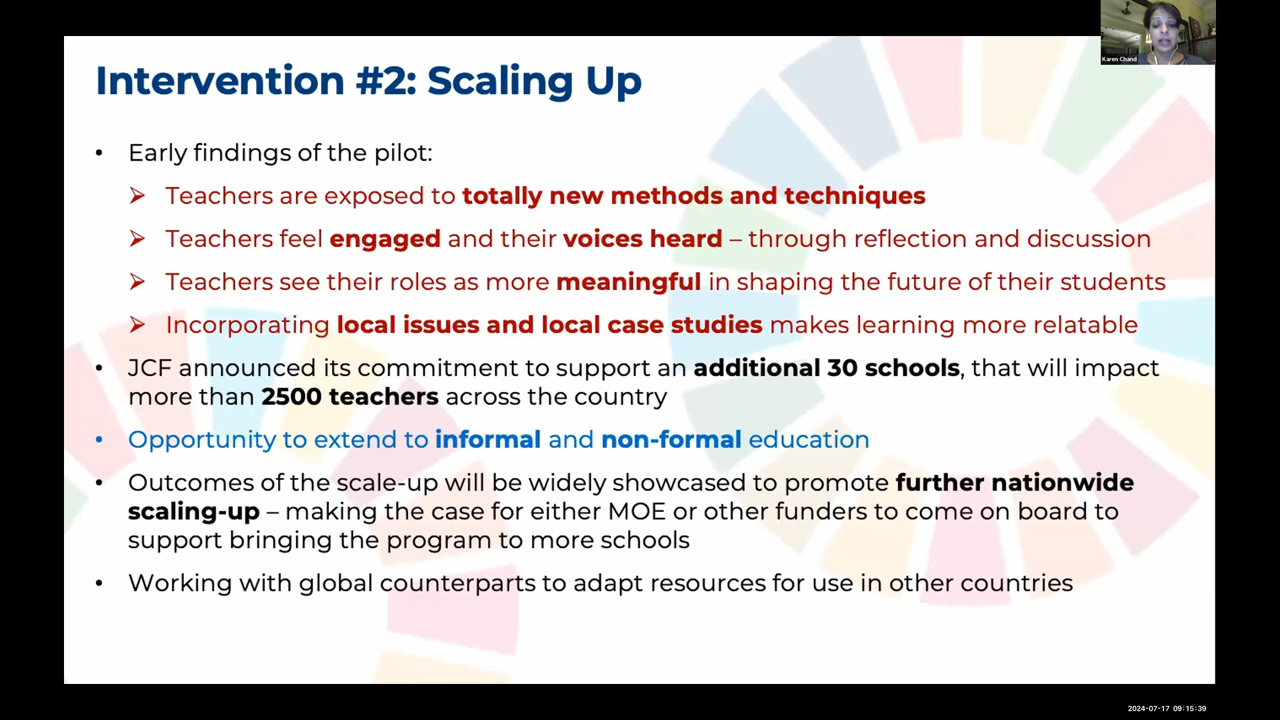 Karen Chand
Intervention #2: Scaling Up
• Early findings of the pilot:
➢ Teachers are exposed to totally new methods and techniques
➢ Teachers feel engaged and their voices heard – through reflection and discussion
➢ Teachers see their roles as more meaningful in shaping the future of their students
➢ Incorporating local issues and local case studies makes learning more relatable
• JCF announced its commitment to support an additional 30 schools, that will impact
more than 2500 teachers across the country
• Opportunity to extend to informal and non-formal education
• Outcomes of the scale-up will be widely showcased to promote further nationwide
scaling-up – making the case for either MOE or other funders to come on board to
support bringing the program to more schools
• Working with global counterparts to adapt resources for use in other countries
2024-07-17 09:15:39